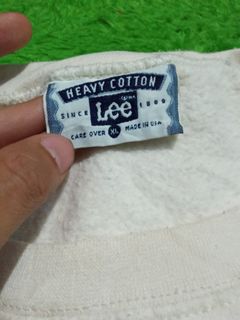 HEAVY COTTON
SINCE Lee 1889
CARE OVER XL MADE IN USA